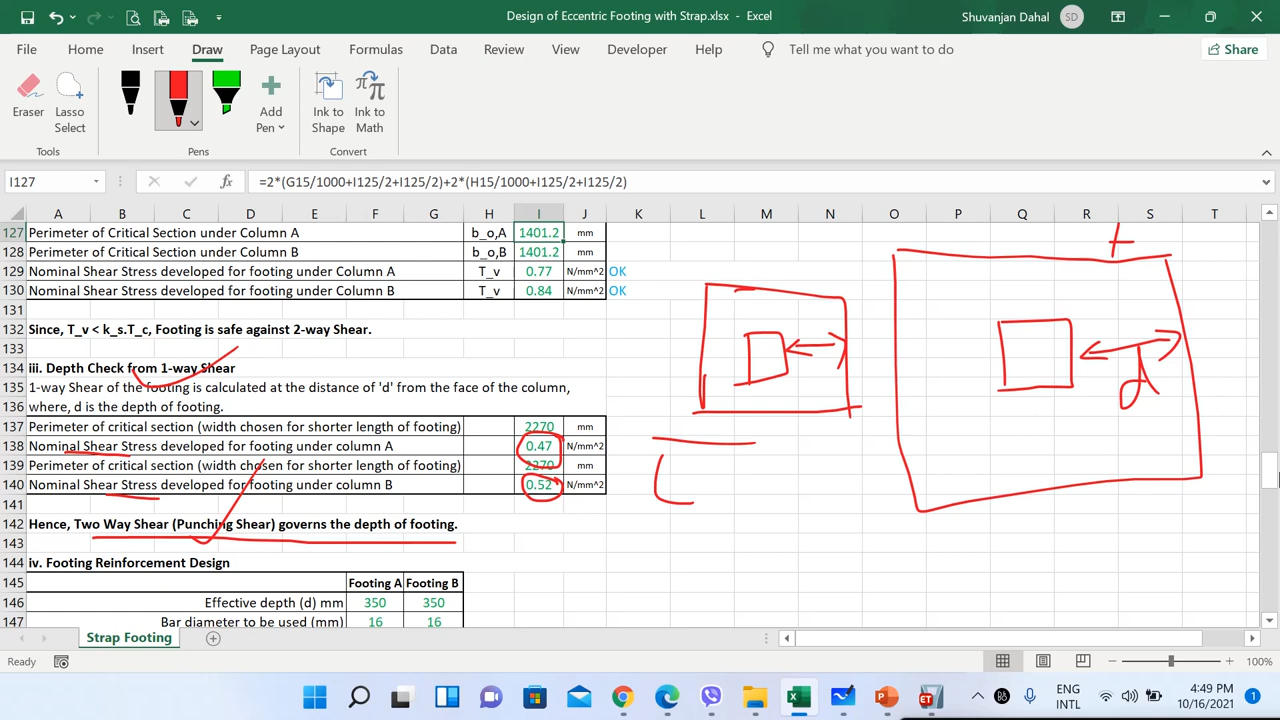 Design of Eccentric Footing with Strap.xlsx - Excel
Shuvanjan Dahal SD
File Home Insert Draw Page Layout Formulas Data Review View Developer Help Tell me what you want to do Share
Eraser Lasso Select Add Pen Ink to Shape Ink to Math
Tools Pens Convert
I127 fx =2*(G15/1000+I125/2+I125/2)+2*(H15/1000+I125/2+I125/2)
A B C D E F G H I J K L M N O P Q R S T
127 Perimeter of Critical Section under Column A b_o,A 1401.2 mm
128 Perimeter of Critical Section under Column B b_o,B 1401.2 mm
129 Nominal Shear Stress developed for footing under Column A T_v 0.77 N/mm^2 OK
130 Nominal Shear Stress developed for footing under Column B T_v 0.84 N/mm^2 OK
131
132 Since, T_v < k_s.T_c, Footing is safe against 2-way Shear.
133
134 iii. Depth Check from 1-way Shear
135 1-way Shear of the footing is calculated at the distance of 'd' from the face of the column,
136 where, d is the depth of footing.
137 Perimeter of critical section (width chosen for shorter length of footing) 2270 mm
138 Nominal Shear Stress developed for footing under column A 0.47 N/mm^2
139 Perimeter of critical section (width chosen for shorter length of footing) 2270 mm
140 Nominal Shear Stress developed for footing under column B 0.52 N/mm^2
141
142 Hence, Two Way Shear (Punching Shear) governs the depth of footing.
143
144 iv. Footing Reinforcement Design
145 Footing A Footing B
146 Effective depth (d) mm 350 350
147 Bar diameter to be used (mm) 16 16
d
Strap Footing
Ready 100%
ENG
INTL
4:49 PM
10/16/2021